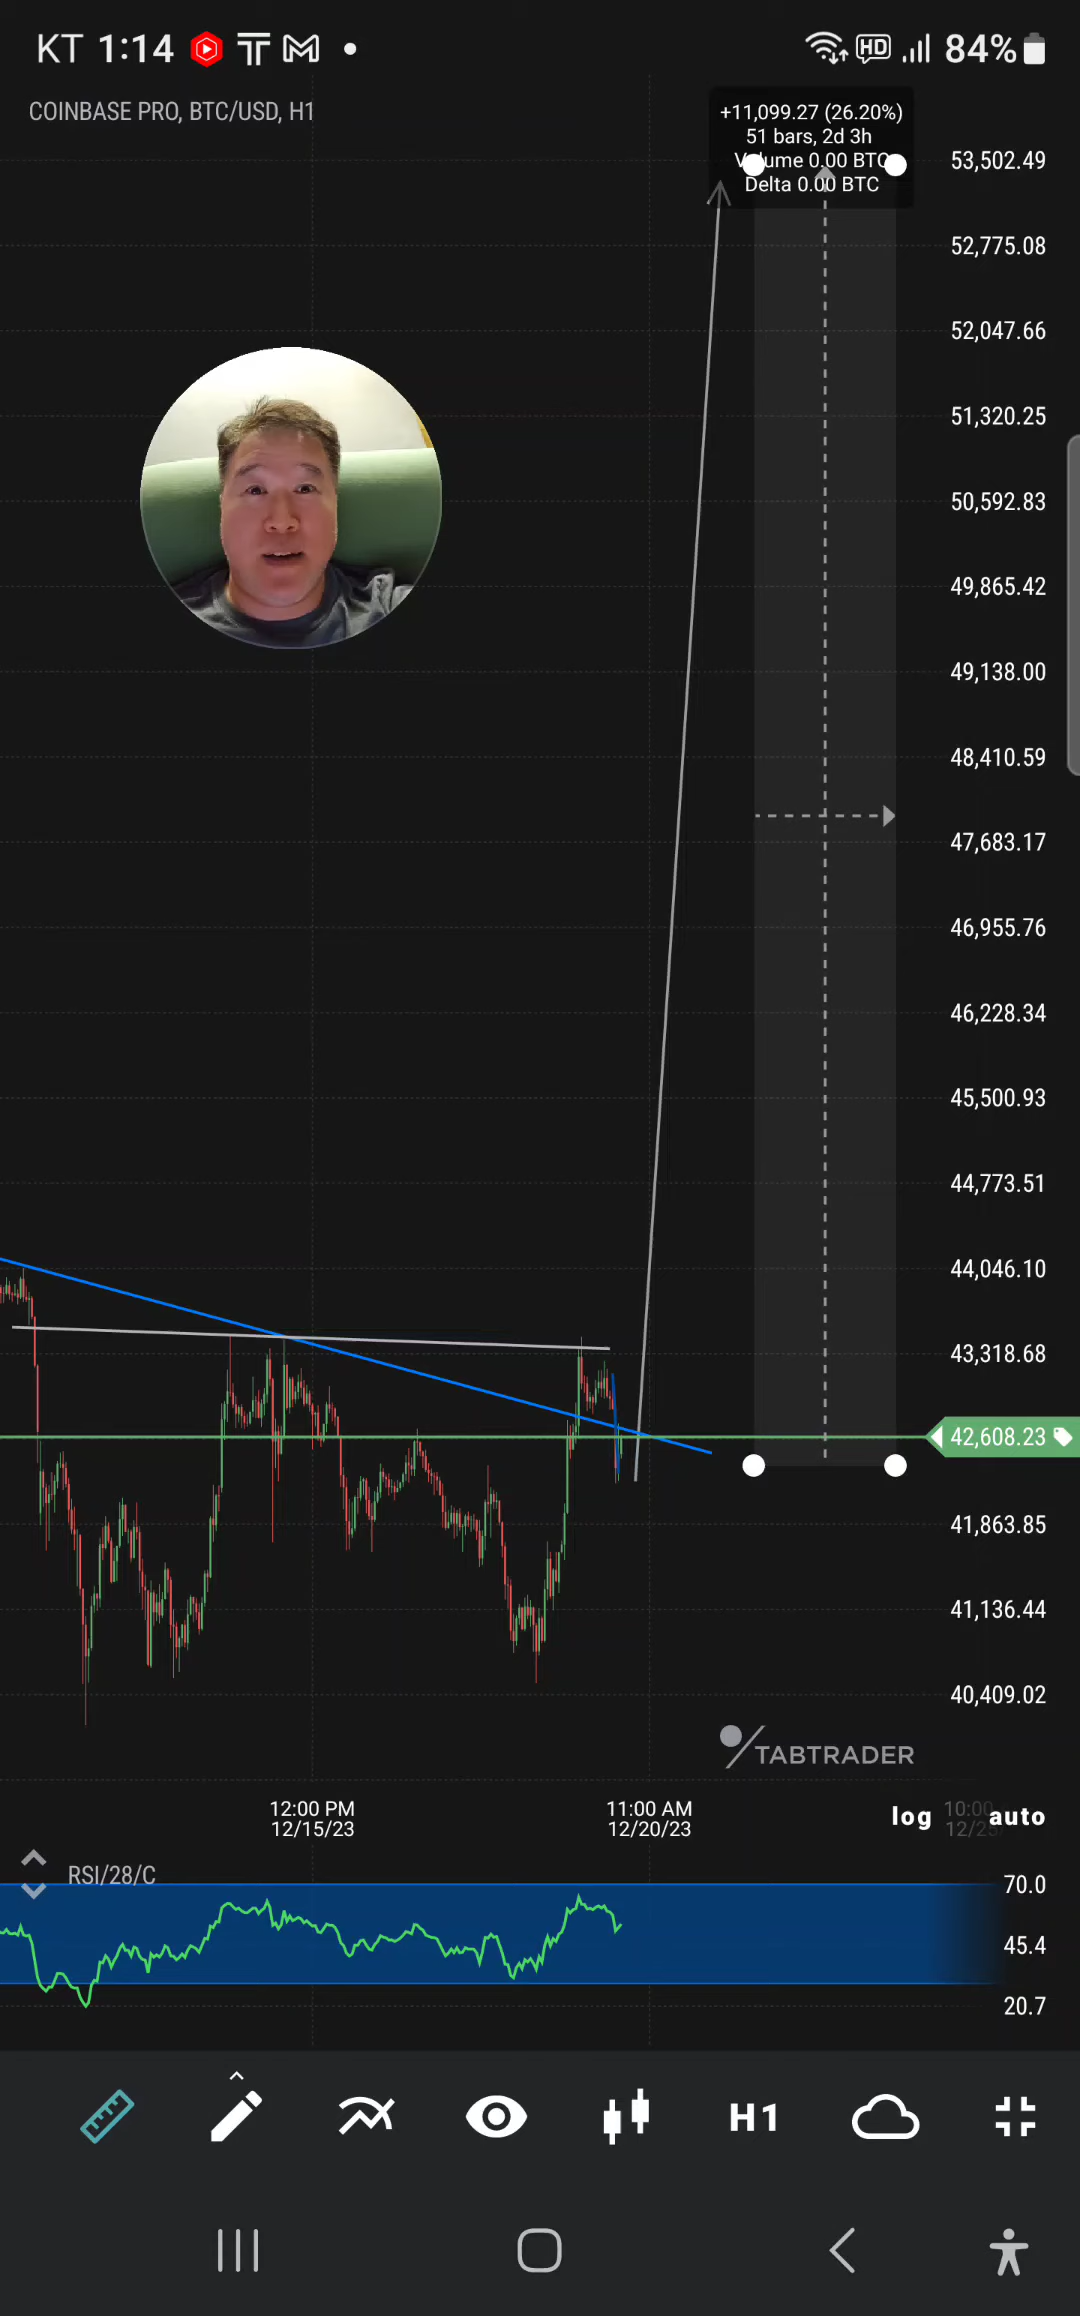 KT 1:14
HD 84%
COINBASE PRO, BTC/USD, H1
+11,099.27 (26.20%)
51 bars, 2d 3h
Volume 0.00 BTC
Delta 0.00 BTC
53,502.49
52,775.08
52,047.66
51,320.25
50,592.83
49,865.42
49,138.00
48,410.59
47,683.17
46,955.76
46,228.34
45,500.93
44,773.51
44,046.10
43,318.68
42,608.23
41,863.85
41,136.44
40,409.02
TABTRADER
12:00 PM
12/15/23
11:00 AM
12/20/23
log
auto
RSI/28/C
70.0
45.4
20.7
H1